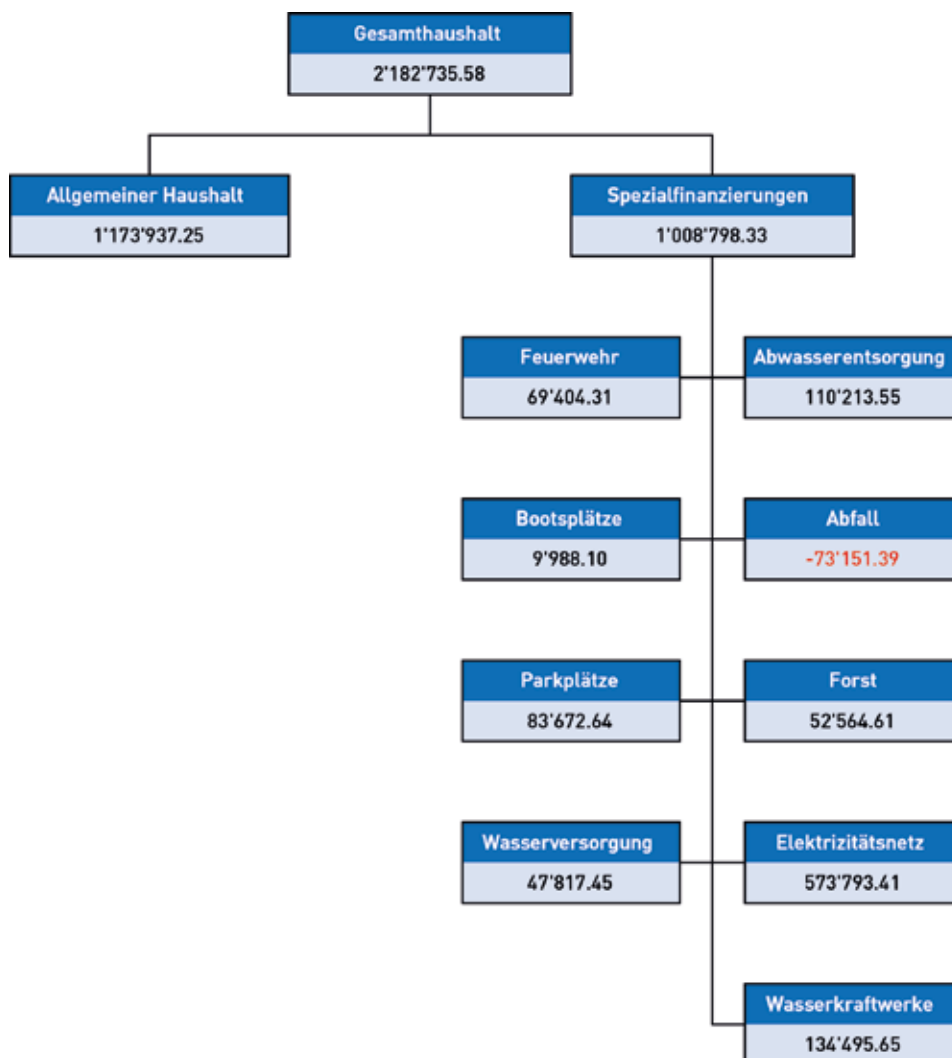 Gesamthaushalt
2'182'735.58
Allgemeiner Haushalt
1'173'937.25
Spezialfinanzierungen
1'008'798.33
Feuerwehr
69'404.31
Abwasserentsorgung
110'213.55
Bootsplätze
9'988.10
Abfall
-73'151.39
Parkplätze
83'672.64
Forst
52'564.61
Wasserversorgung
47'817.45
Elektrizitätsnetz
573'793.41
Wasserkraftwerke
134'495.65